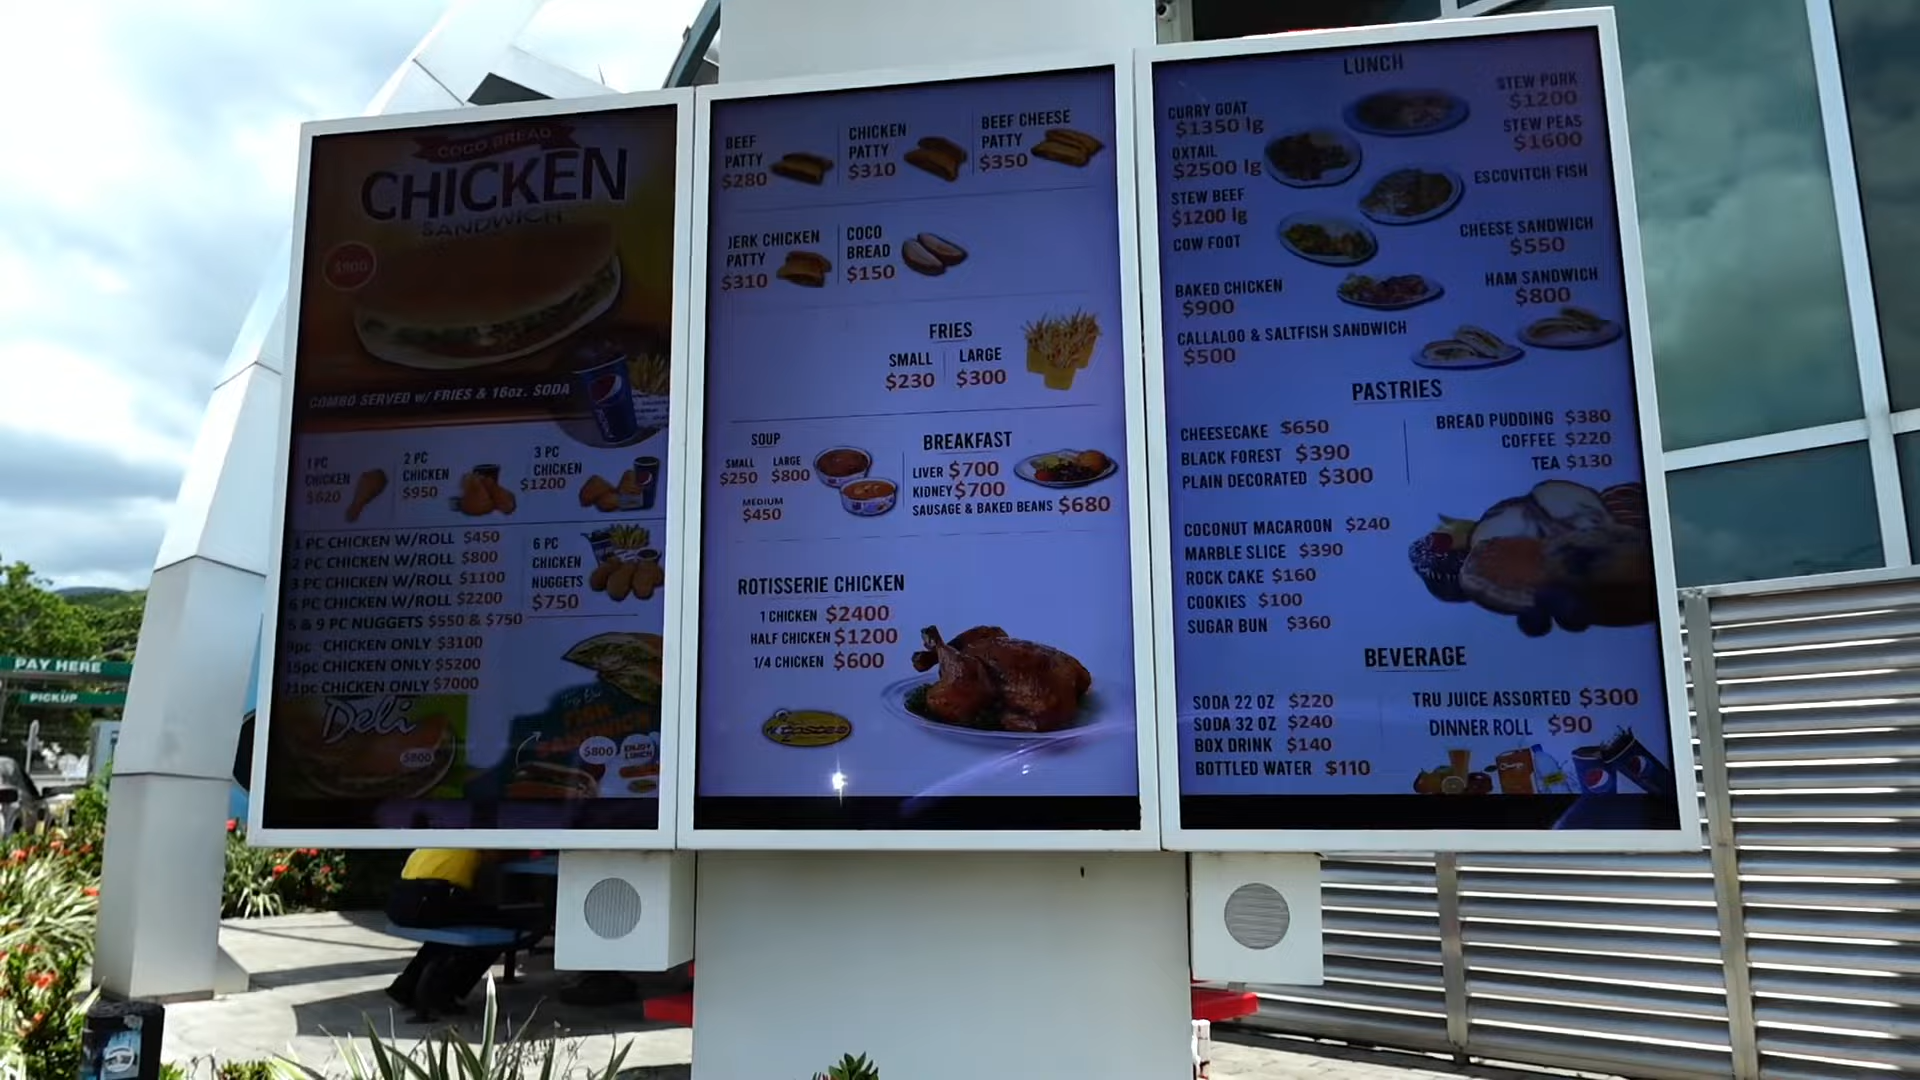 COCO BREAD
CHICKEN
SANDWICH
$900
COMBO SERVED w/ FRIES & 16oz. SODA
1 PC
CHICKEN
$620
2 PC
CHICKEN
$950
3 PC
CHICKEN
$1200
1 PC CHICKEN W/ROLL $450
2 PC CHICKEN W/ROLL $800
3 PC CHICKEN W/ROLL $1100
6 PC CHICKEN W/ROLL $2200
6 & 9 PC NUGGETS $550 & $750
9pc CHICKEN ONLY $3100
15pc CHICKEN ONLY $5200
21pc CHICKEN ONLY $7000
6 PC
CHICKEN
NUGGETS
$750
Deli
$800
$800
ENJOY
LUNCH
BEEF
PATTY
$280
CHICKEN
PATTY
$310
BEEF CHEESE
PATTY
$350
JERK CHICKEN
PATTY
$310
COCO
BREAD
$150
FRIES
SMALL
$230
LARGE
$300
SOUP
SMALL
$250
LARGE
$800
MEDIUM
$450
BREAKFAST
LIVER $700
KIDNEY $700
SAUSAGE & BAKED BEANS $680
ROTISSERIE CHICKEN
1 CHICKEN $2400
HALF CHICKEN $1200
1/4 CHICKEN $600
LUNCH
CURRY GOAT
$1350 lg
OXTAIL
$2500 lg
STEW BEEF
$1200 lg
COW FOOT
BAKED CHICKEN
$900
CALLALOO & SALTFISH SANDWICH
$500
STEW PORK
$1200
STEW PEAS
$1600
ESCOVITCH FISH
CHEESE SANDWICH
$550
HAM SANDWICH
$800
PASTRIES
CHEESECAKE $650
BLACK FOREST $390
PLAIN DECORATED $300
BREAD PUDDING $380
COFFEE $220
TEA $130
COCONUT MACAROON $240
MARBLE SLICE $390
ROCK CAKE $160
COOKIES $100
SUGAR BUN $360
BEVERAGE
SODA 22 OZ $220
SODA 32 OZ $240
BOX DRINK $140
BOTTLED WATER $110
TRU JUICE ASSORTED $300
DINNER ROLL $90
PAY HERE
PICKUP